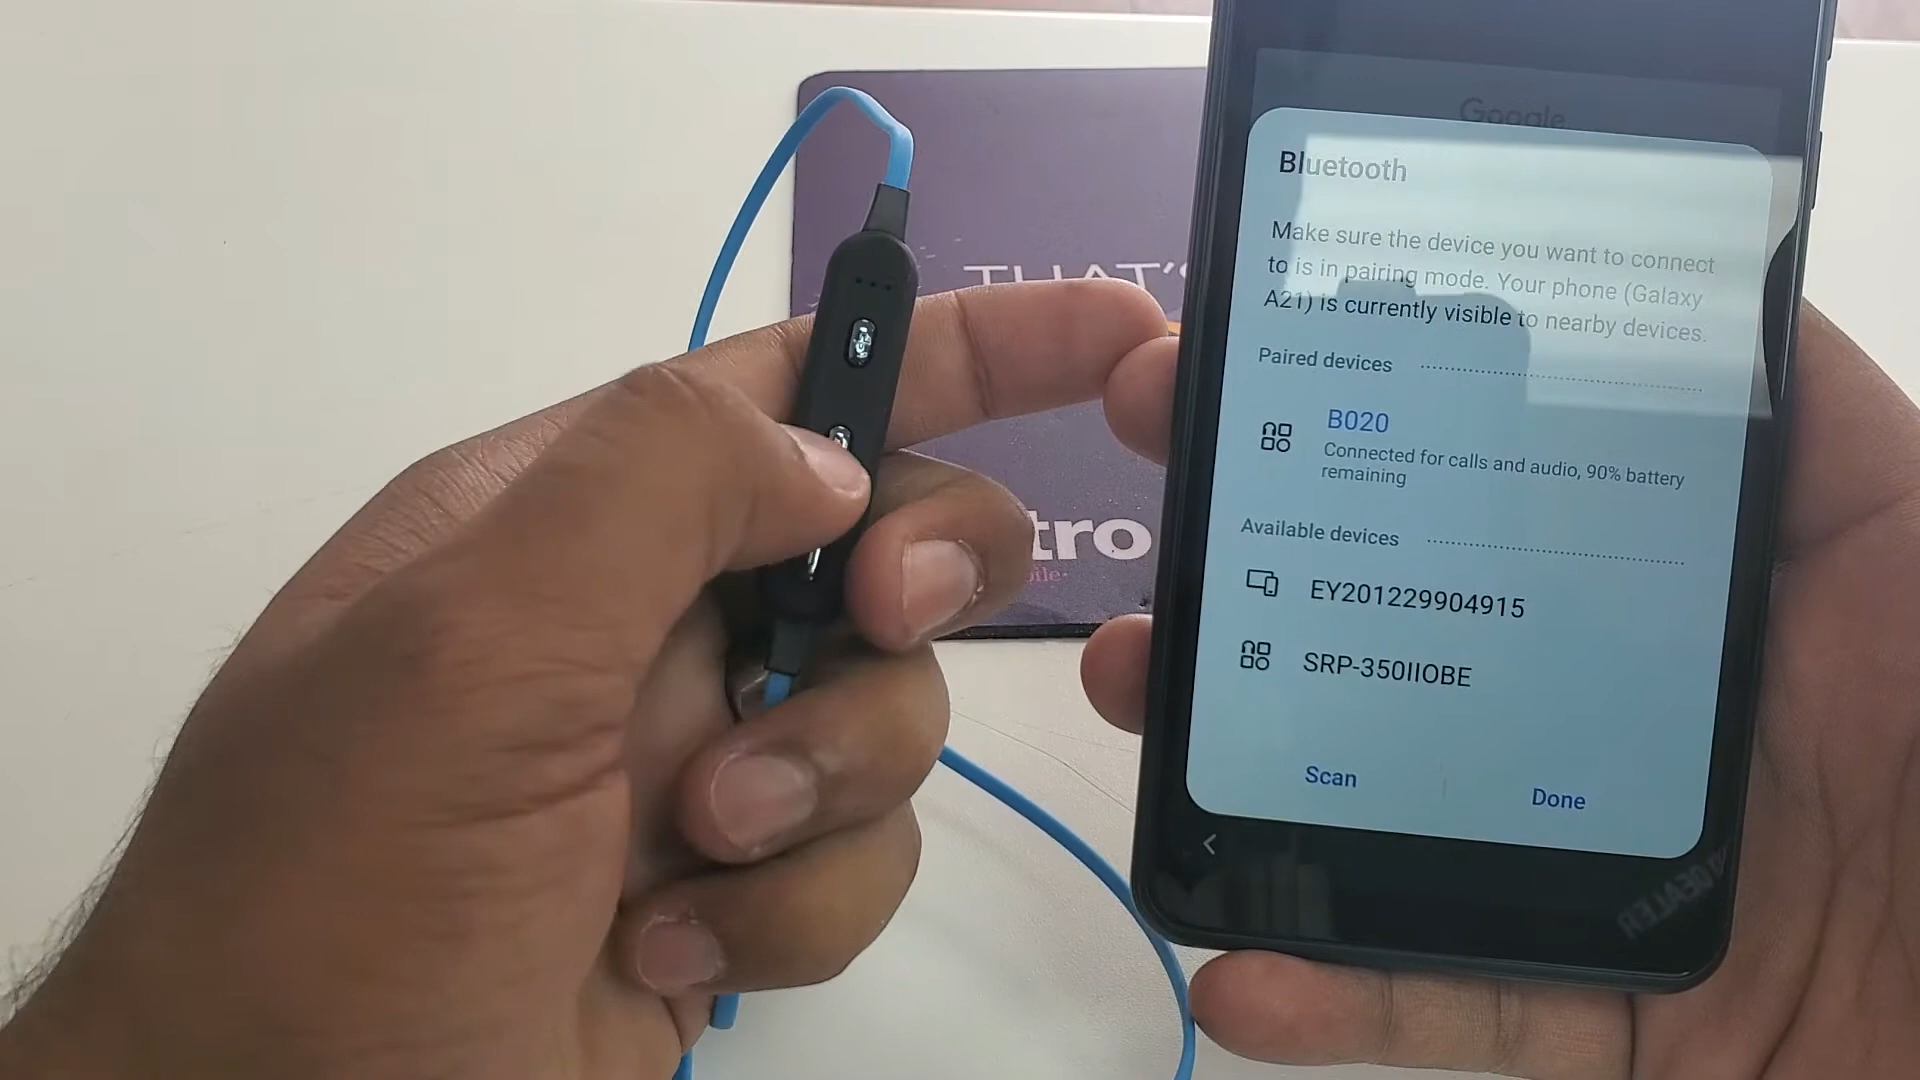 Google
Bluetooth
Make sure the device you want to connect
to is in pairing mode. Your phone (Galaxy
A21) is currently visible to nearby devices.
Paired devices
B020
Connected for calls and audio, 90% battery
remaining
Available devices
EY201229904915
SRP-350IIOBE
Scan
Done
THAT'S
tro